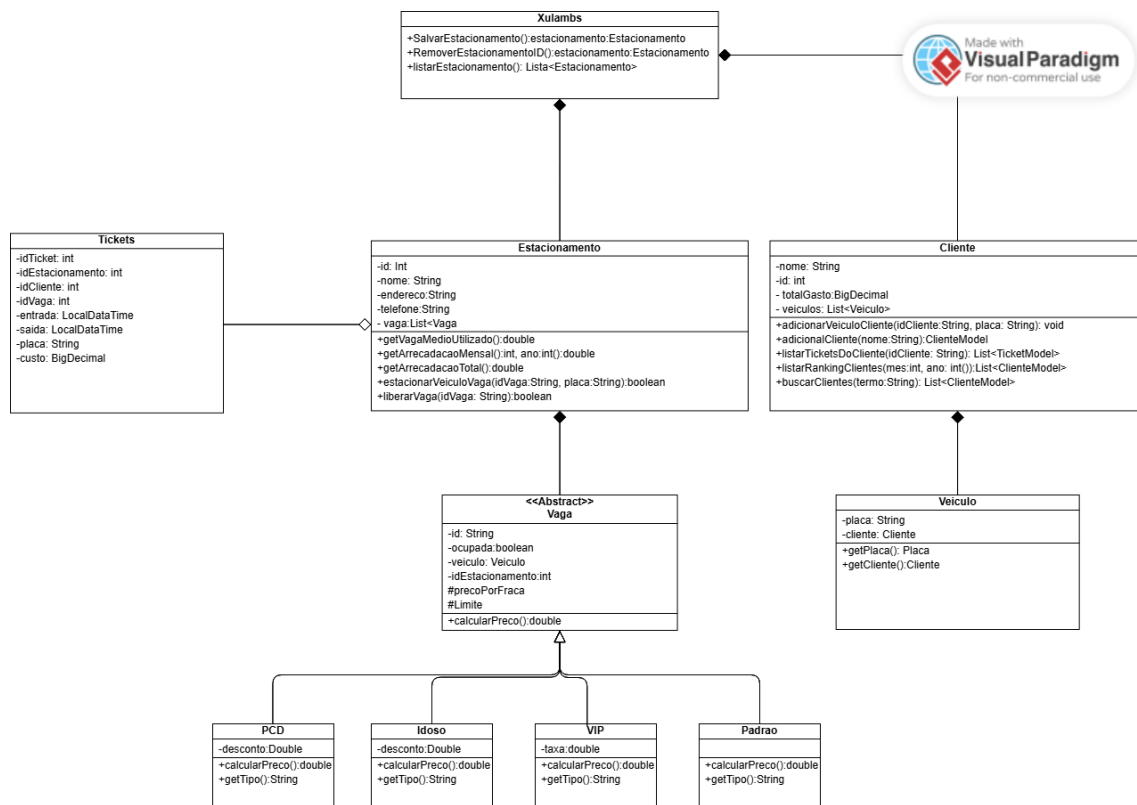 Xulambs
+SalvarEstacionamento():estacionamento:Estacionamento
+RemoverEstacionamentoID():estacionamento:Estacionamento
+listarEstacionamento(): Lista<Estacionamento>
Made with
Visual Paradigm
For non-commercial use
Tickets
-idTicket: int
-idEstacionamento: int
-idCliente: int
-idVaga: int
-entrada: LocalDataTime
-saida: LocalDataTime
-placa: String
-custo: BigDecimal
Estacionamento
-id: Int
-nome: String
-endereco:String
-telefone:String
- vaga:List<Vaga
+getVagaMedioUtilizado():double
+getArrecadacaoMensal():int, ano:int():double
+getArrecadacaoTotal():double
+estacionarVeiculoVaga(idVaga:String, placa:String):boolean
+liberarVaga(idVaga: String):boolean
Cliente
-nome: String
-id: int
- totalGasto:BigDecimal
- veiculos: List<Veiculo>
+adicionarVeiculoCliente(idCliente:String, placa: String): void
+adicionalCliente(nome:String):ClienteModel
+listarTicketsDoCliente(idCliente: String): List<TicketModel>
+listarRankingClientes(mes:int, ano: int()):List<ClienteModel>
+buscarClientes(termo:String): List<ClienteModel>
<<Abstract>>
Vaga
-id: String
-ocupada:boolean
-veiculo: Veiculo
-idEstacionamento:int
#precoPorFraca
#Limite
+calcularPreco():double
Veiculo
-placa: String
-cliente: Cliente
+getPlaca(): Placa
+getCliente():Cliente
PCD
-desconto:Double
+calcularPreco():double
+getTipo():String
Idoso
-desconto:Double
+calcularPreco():double
+getTipo():String
VIP
-taxa:double
+calcularPreco():double
+getTipo():String
Padrao
+calcularPreco():double
+getTipo():String